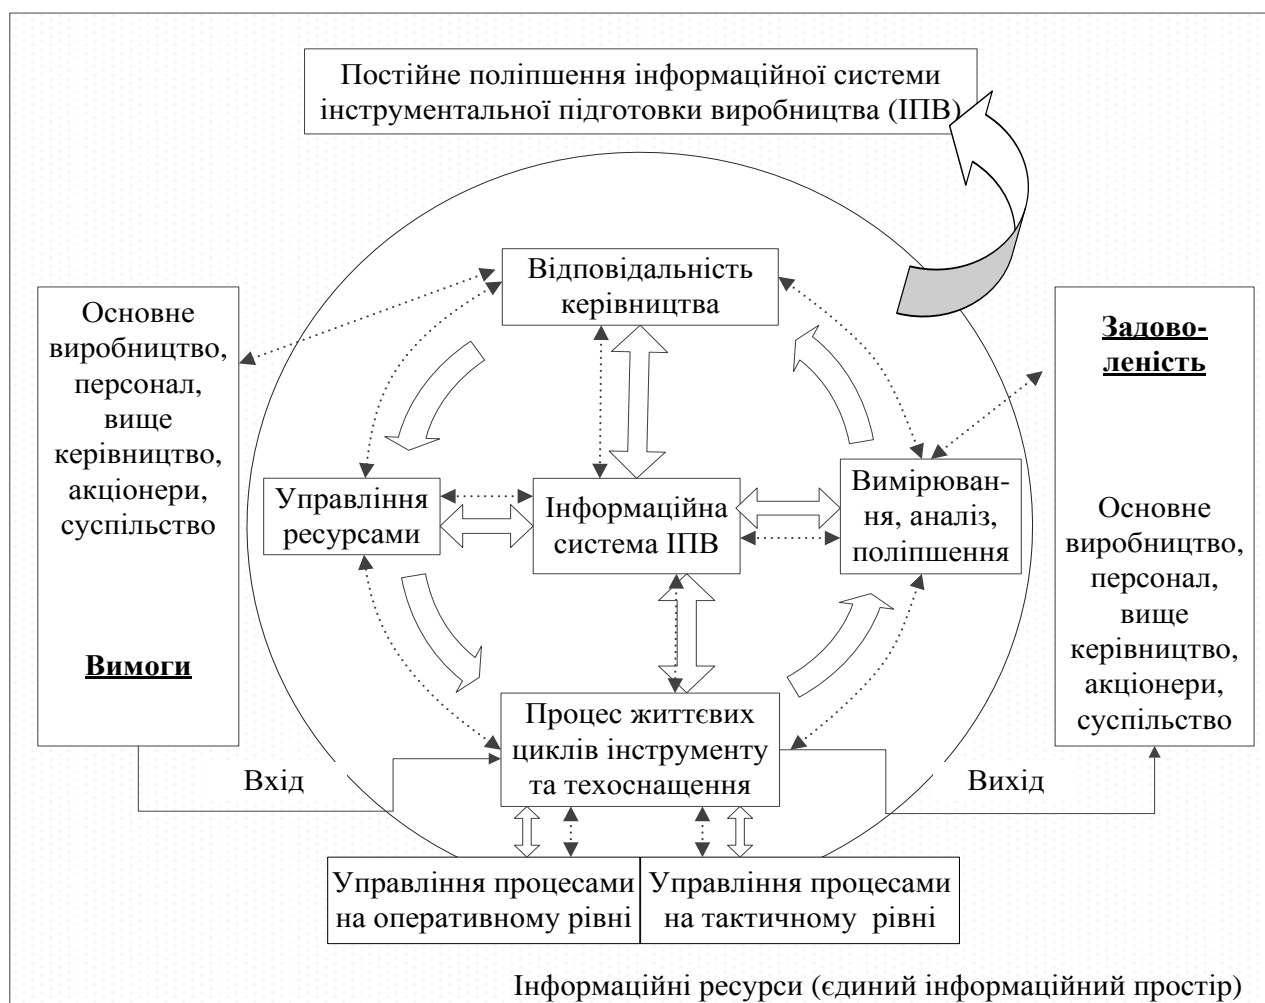 Постійне поліпшення інформаційної системи
інструментальної підготовки виробництва (ІПВ)
Відповідальність
керівництва
Основне
виробництво,
персонал,
вище
керівництво,
акціонери,
суспільство
Вимоги
Задово-
леність
Основне
виробництво,
персонал,
вище
керівництво,
акціонери,
суспільство
Управління
ресурсами
Інформаційна
система ІПВ
Вимірюван-
ня, аналіз,
поліпшення
Процес життєвих
циклів інструменту
та техоснащення
Вхід
Вихід
Управління процесами
на оперативному рівні
Управління процесами
на тактичному рівні
Інформаційні ресурси (єдиний інформаційний простір)